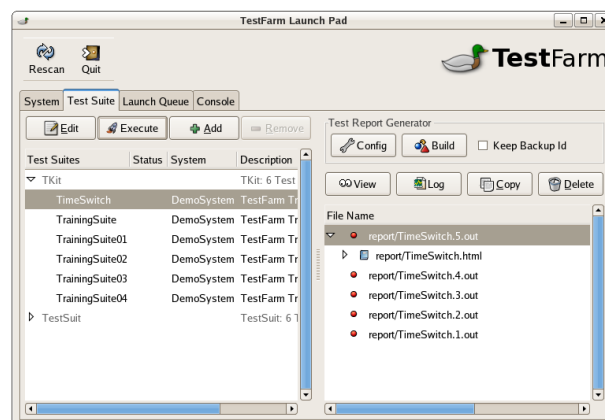 TestFarm Launch Pad
Rescan Quit
TestFarm
System Test Suite Launch Queue Console
Edit Execute Add Remove
Test Suites Status System Description
TKit TKit: 6 Test
TimeSwitch DemoSystem TestFarm Tr
TrainingSuite DemoSystem TestFarm Tr
TrainingSuite01 DemoSystem TestFarm Tr
TrainingSuite02 DemoSystem TestFarm Tr
TrainingSuite03 DemoSystem TestFarm Tr
TrainingSuite04 DemoSystem TestFarm Tr
TestSuit TestSuit: 6 T
Test Report Generator
Config Build Keep Backup Id
View Log Copy Delete
File Name
report/TimeSwitch.5.out
report/TimeSwitch.html
report/TimeSwitch.4.out
report/TimeSwitch.3.out
report/TimeSwitch.2.out
report/TimeSwitch.1.out